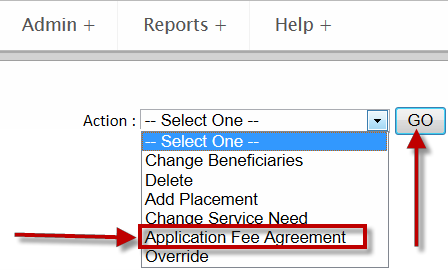 Admin + Reports + Help +
Action : -- Select One -- GO
-- Select One --
Change Beneficiaries
Delete
Add Placement
Change Service Need
Application Fee Agreement
Override